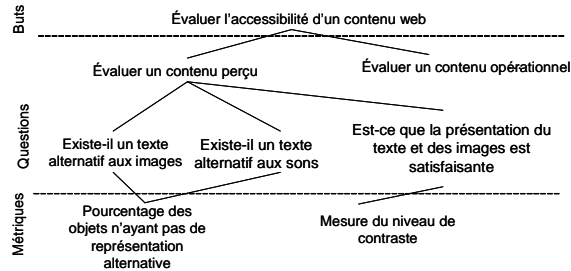 Buts
Évaluer l'accessibilité d'un contenu web
Évaluer un contenu perçu
Évaluer un contenu opérationnel
Questions
Existe-il un texte
alternatif aux images
Existe-il un texte
alternatif aux sons
Est-ce que la présentation du
texte et des images est
satisfaisante
Métriques
Pourcentage des
objets n'ayant pas de
représentation
alternative
Mesure du niveau de
contraste